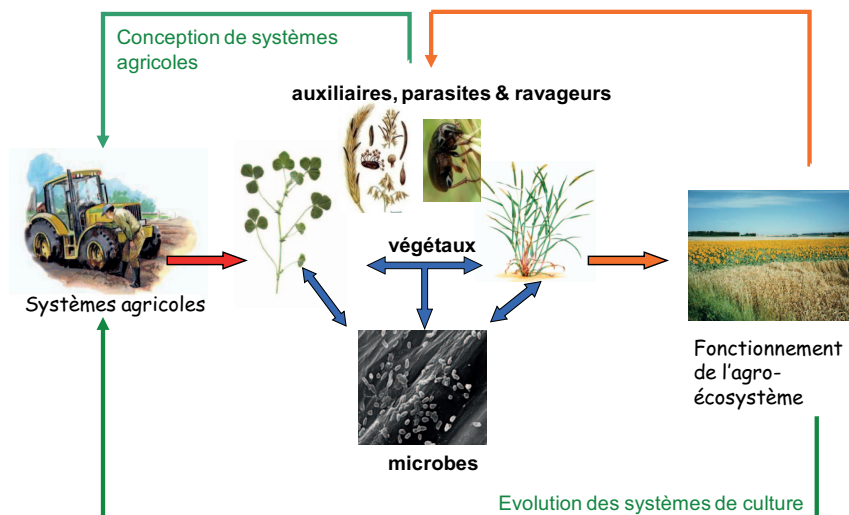 Conception de systèmes
agricoles
auxiliaires, parasites & ravageurs
végétaux
Systèmes agricoles
Fonctionnement
de l'agro-
écosystème
microbes
Evolution des systèmes de culture